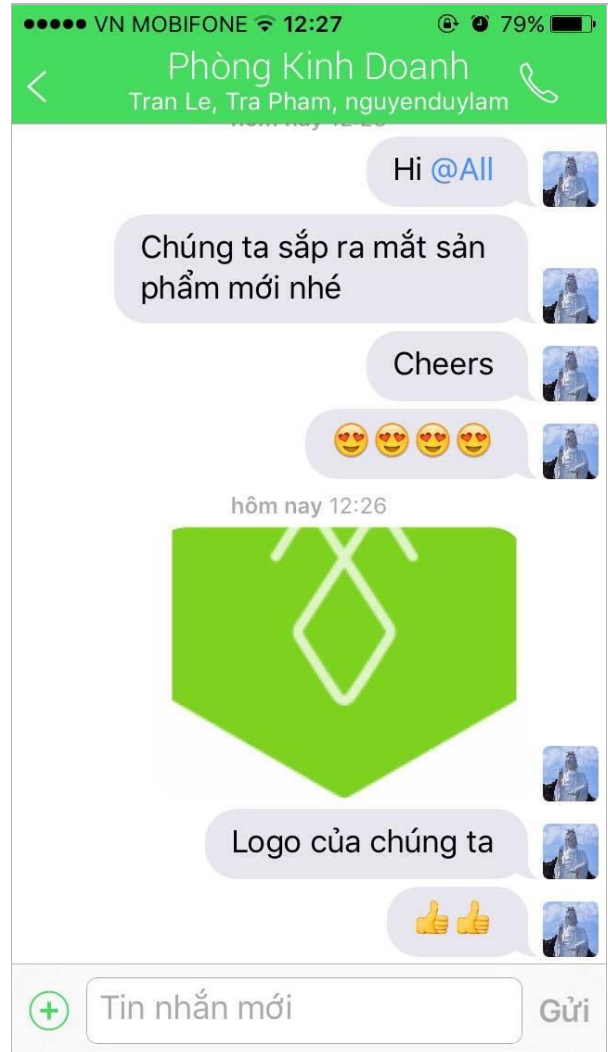 VN MOBIFONE 12:27 79%
Phòng Kinh Doanh
Tran Le, Tra Pham, nguyenduylam
Hi @All
Chúng ta sắp ra mắt sản
phẩm mới nhé
Cheers
😍😍😍😍
hôm nay 12:26
Logo của chúng ta
👍👍
Tin nhắn mới
Gửi